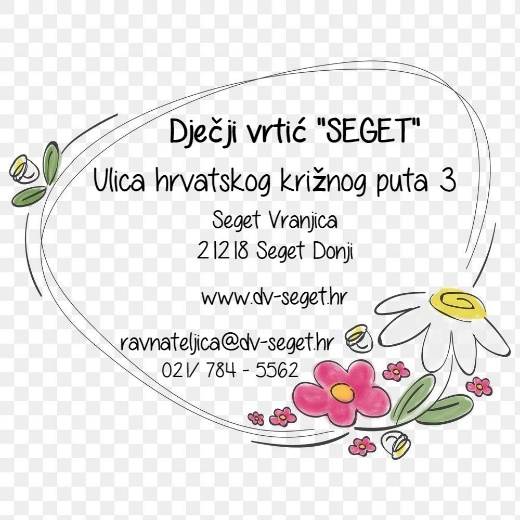 Dječji vrtić "SEGET"
Ulica hrvatskog križnog puta 3
Seget Vranjica
21218 Seget Donji
www.dv-seget.hr
ravnateljica@dv-seget.hr
021/ 784 - 5562